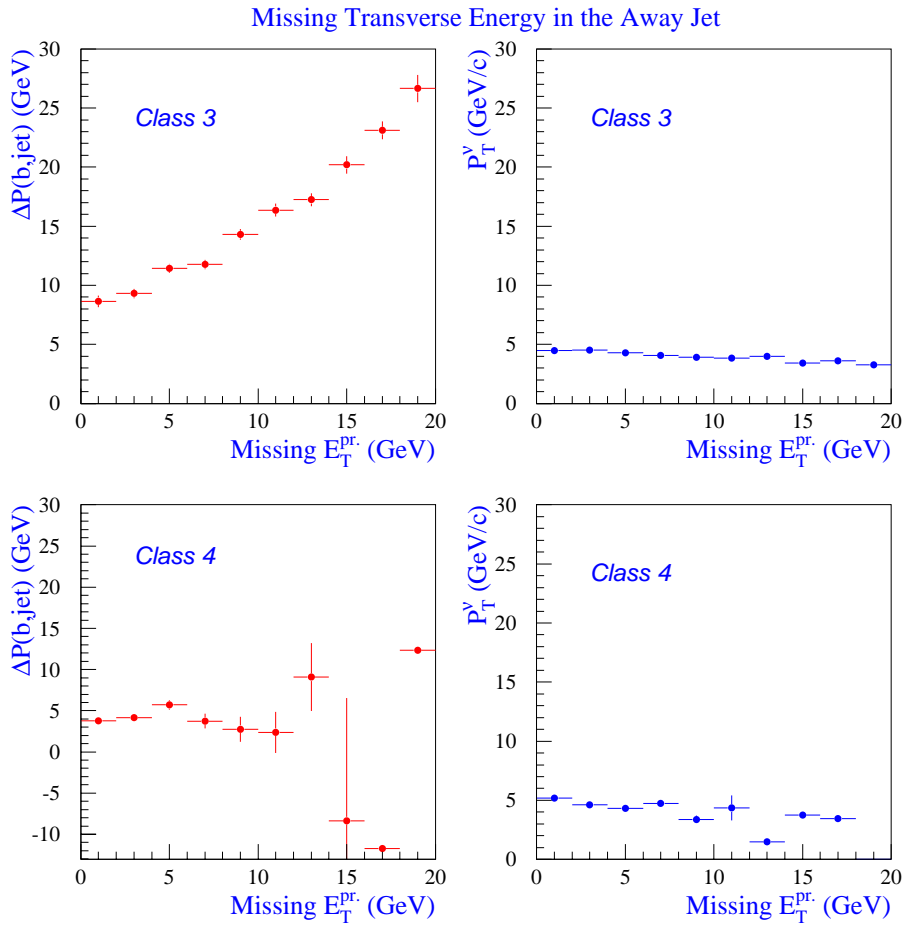 Missing Transverse Energy in the Away Jet
ΔP(b,jet) (GeV)
Class 3
30
25
20
15
10
5
0
0 5 10 15 20
Missing E_T^pr. (GeV)
P_T^ν (GeV/c)
Class 3
30
25
20
15
10
5
0
0 5 10 15 20
Missing E_T^pr. (GeV)
ΔP(b,jet) (GeV)
Class 4
30
25
20
15
10
5
0
-5
-10
0 5 10 15 20
Missing E_T^pr. (GeV)
P_T^ν (GeV/c)
Class 4
30
25
20
15
10
5
0
0 5 10 15 20
Missing E_T^pr. (GeV)